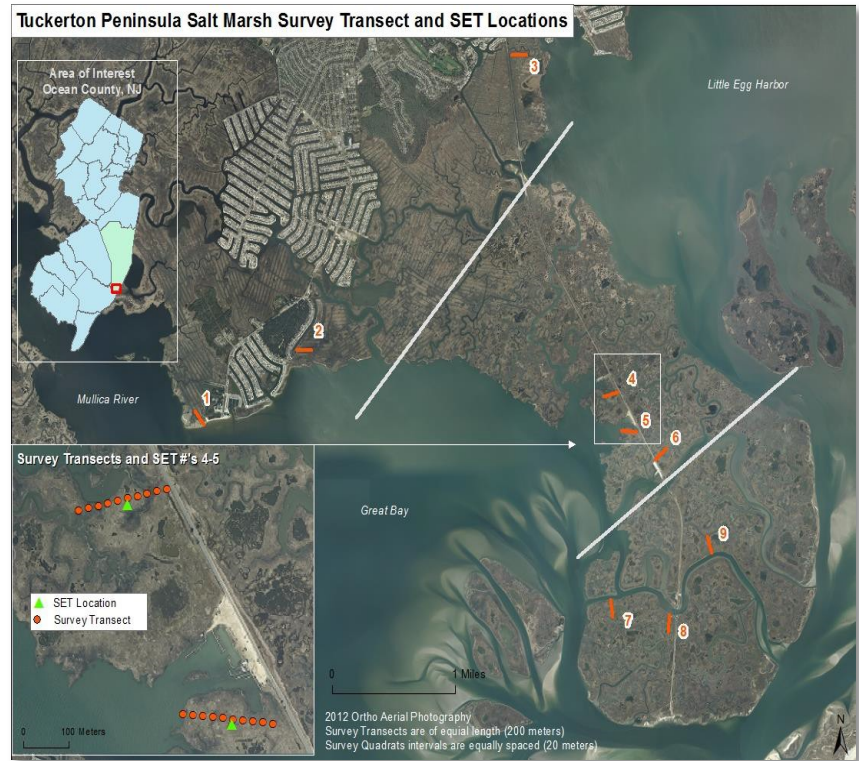 Tuckerton Peninsula Salt Marsh Survey Transect and SET Locations
Area of Interest
Ocean County, NJ
Little Egg Harbor
3
2
1
Mullica River
4
5
6
Survey Transects and SET #'s 4-5
Great Bay
9
SET Location
Survey Transect
7
8
0 1 Miles
0 100 Meters
2012 Ortho Aerial Photography
Survey Transects are of equial length (200 meters)
Survey Quadrats intervals are equally spaced (20 meters)
N